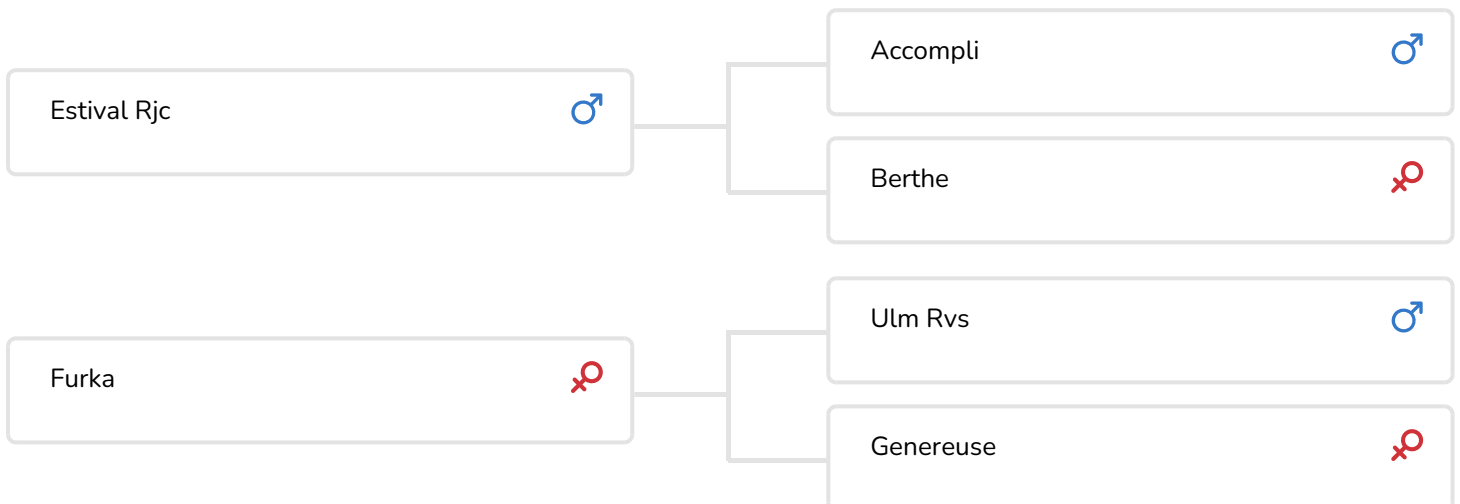 Accompli
Estival Rjc
Berthe
Ulm Rvs
Furka
Genereuse